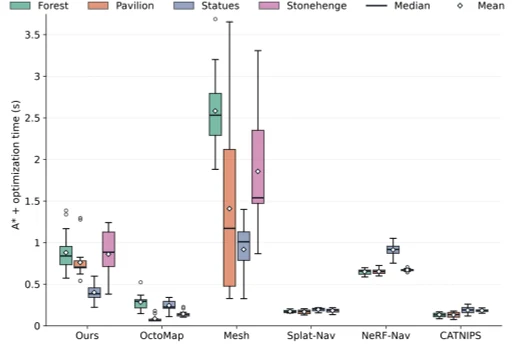 Forest Pavilion Statues Stonehenge Median Mean
A* + optimization time (s)
3.5
3
2.5
2
1.5
1
0.5
0
Ours OctoMap Mesh Splat-Nav NeRF-Nav CATNIPS